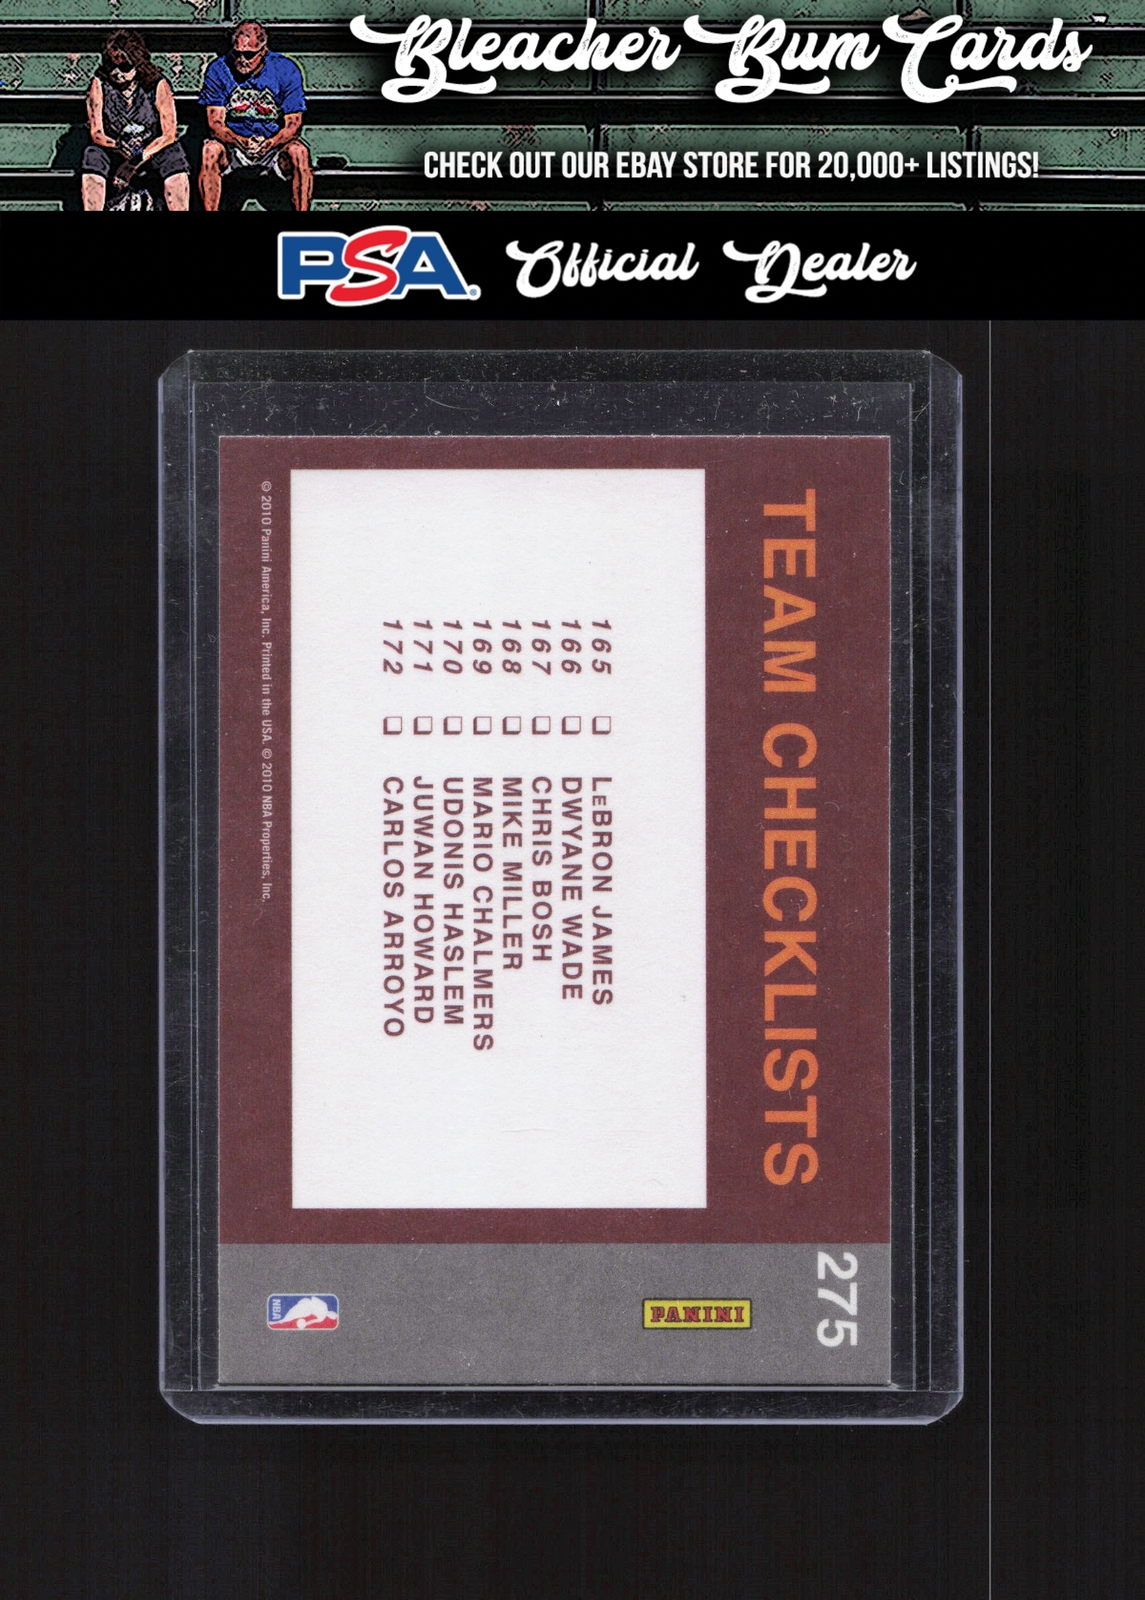 Bleacher Bum Cards
CHECK OUT OUR EBAY STORE FOR 20,000+ LISTINGS!
PSA Official Dealer
TEAM CHECKLISTS
275
165 ❑ LeBRON JAMES
166 ❑ DWYANE WADE
167 ❑ CHRIS BOSH
168 ❑ MIKE MILLER
169 ❑ MARIO CHALMERS
170 ❑ UDONIS HASLEM
171 ❑ JUWAN HOWARD
172 ❑ CARLOS ARROYO
PANINI
NBA
© 2010 Panini America, Inc. Printed in the USA. © 2010 NBA Properties, Inc.